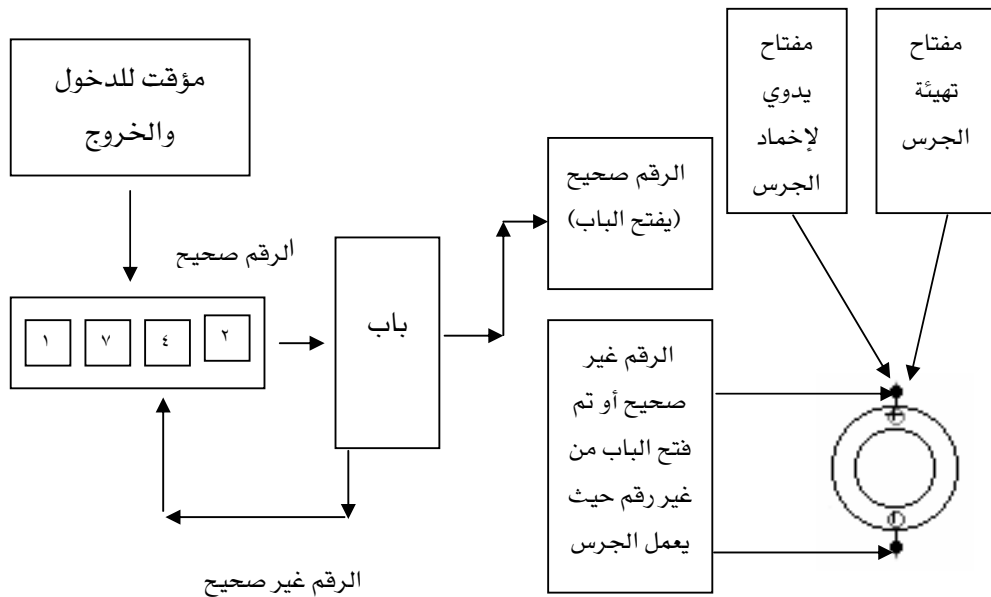 مؤقت للدخول
والخروج
الرقم صحيح
١ ٧ ٤ ٢
باب
الرقم غير صحيح
الرقم صحيح
(يفتح الباب)
الرقم غير
صحيح أو تم
فتح الباب من
غير رقم حيث
يعمل الجرس
مفتاح
يدوي
لإخماد
الجرس
مفتاح
تهيئة
الجرس